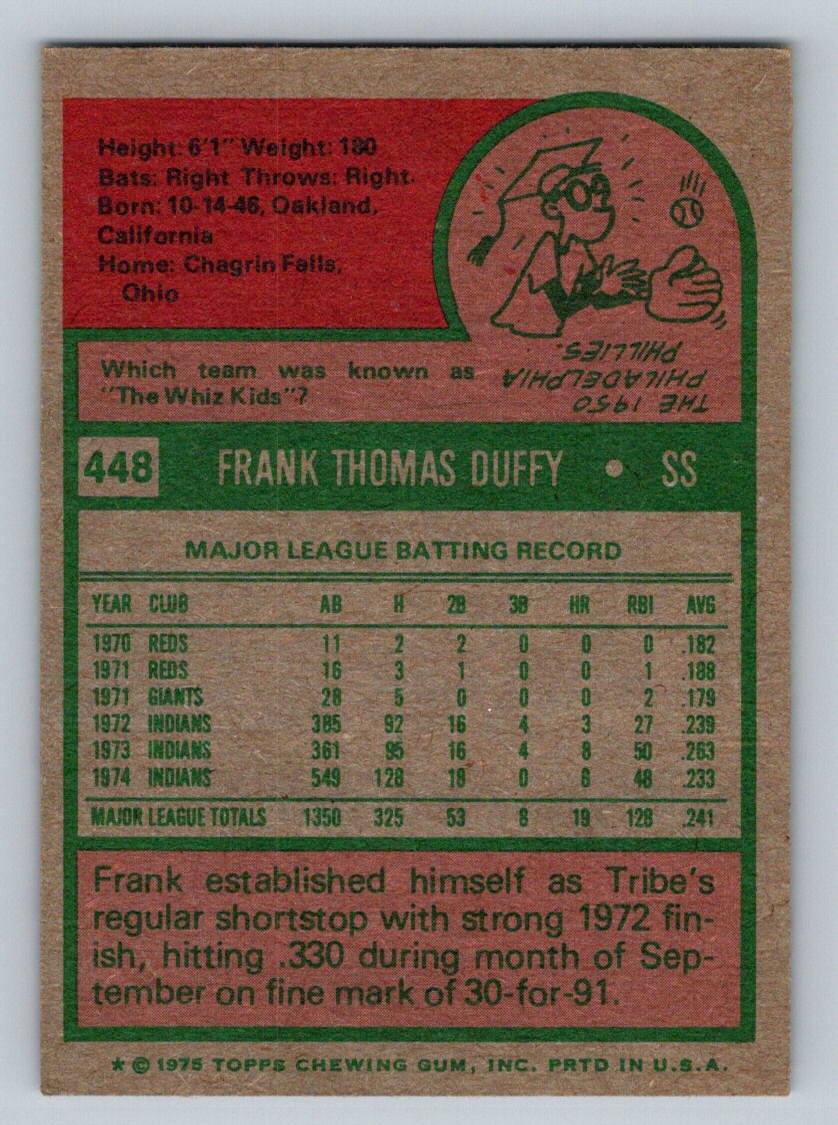 Height: 6'1" Weight: 180
Bats: Right Throws: Right
Born: 10-14-46, Oakland,
California
Home: Chagrin Falls,
Ohio
Which team was known as
"The Whiz Kids"?
THE 1950
PHILADELPHIA
PHILLIES.
448 FRANK THOMAS DUFFY • SS
MAJOR LEAGUE BATTING RECORD
YEAR CLUB AB H 2B 3B HR RBI AVG
1970 REDS 11 2 2 0 0 0 .182
1971 REDS 16 3 1 0 0 1 .188
1971 GIANTS 28 5 0 0 0 2 .179
1972 INDIANS 385 92 16 4 3 27 .239
1973 INDIANS 361 95 16 4 8 50 .263
1974 INDIANS 549 128 18 0 8 48 .233
MAJOR LEAGUE TOTALS 1350 325 53 8 19 128 .241
Frank established himself as Tribe's
regular shortstop with strong 1972 fin-
ish, hitting .330 during month of Sep-
tember on fine mark of 30-for-91.
* © 1975 TOPPS CHEWING GUM, INC. PRTD IN U.S.A.